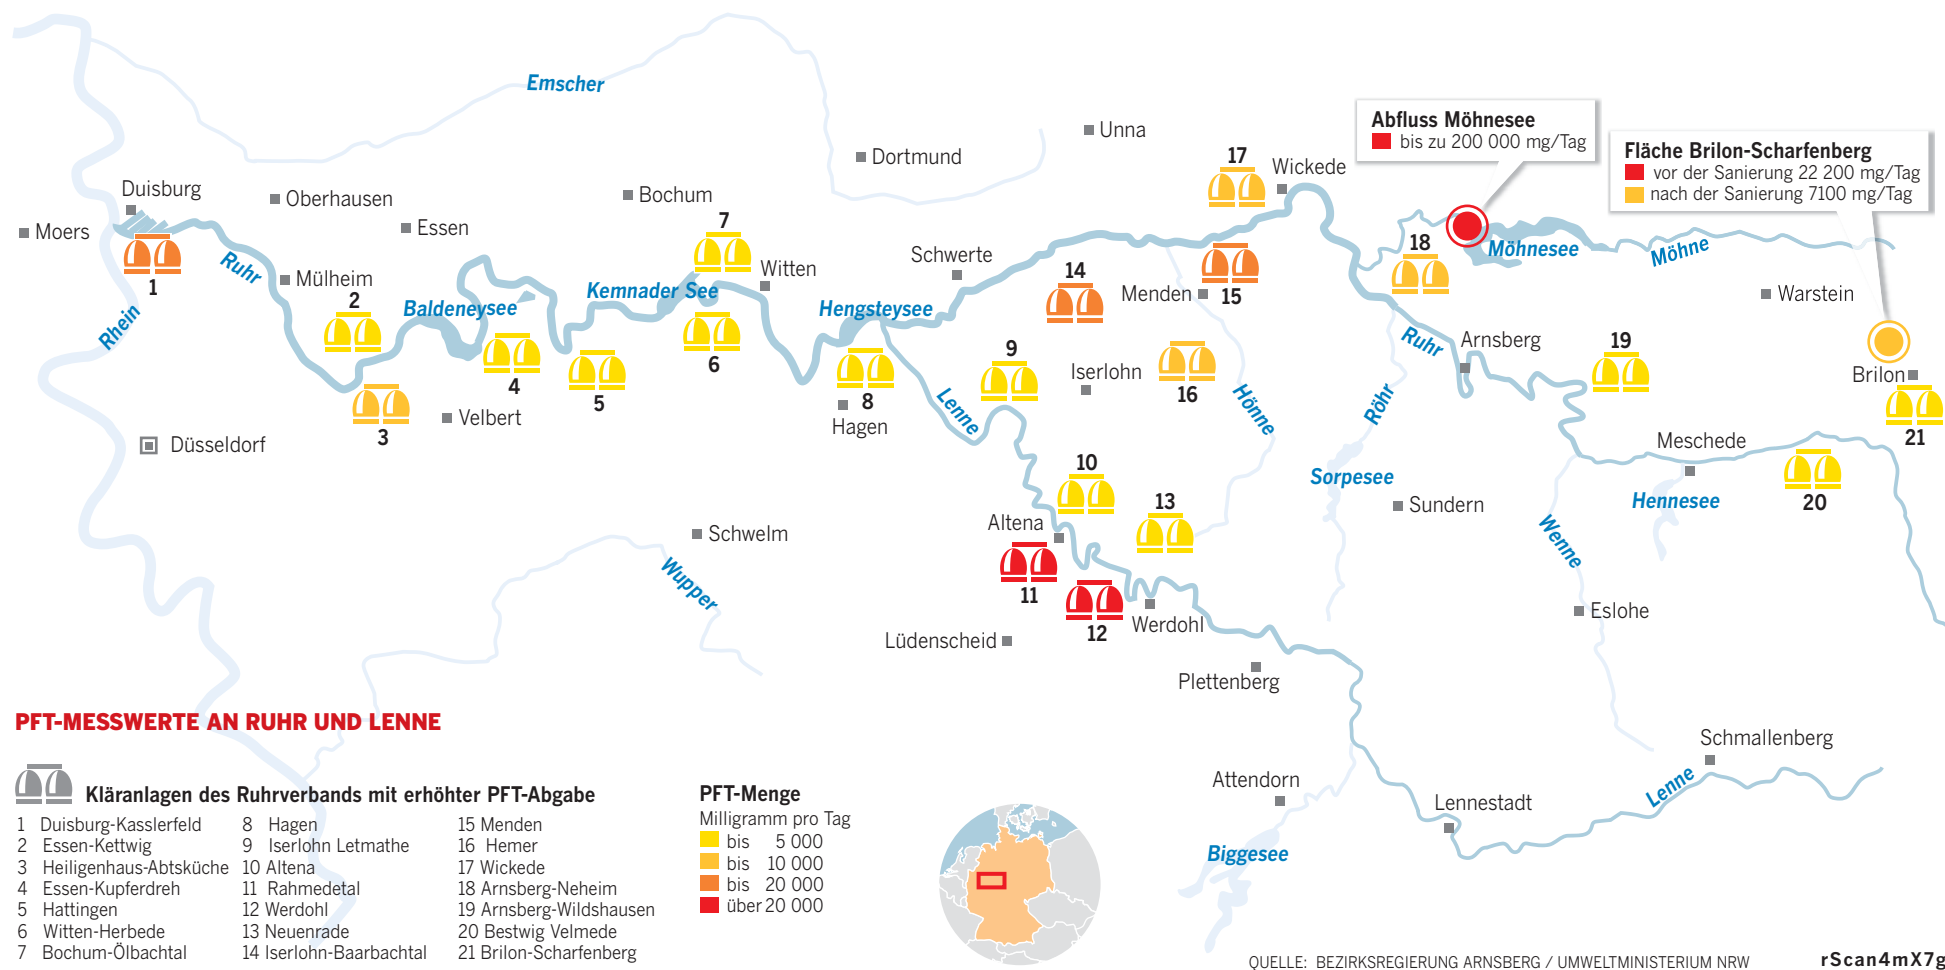 Emscher
Unna
Dortmund
Abfluss Möhnesee
bis zu 200 000 mg/Tag
Fläche Brilon-Scharfenberg
vor der Sanierung 22 200 mg/Tag
nach der Sanierung 7100 mg/Tag
17
Wickede
Duisburg
Oberhausen
Bochum
Moers
Essen
7
18
Möhnesee
Möhne
1
Ruhr
Mülheim
Witten
Schwerte
14
Menden
15
Warstein
Rhein
2
Baldeneysee
Kemnader See
Hengsteysee
Ruhr
Arnsberg
19
Brilon
21
3
Velbert
4
5
6
8
Hagen
9
Lenne
Iserlohn
16
Hönne
Röhr
Düsseldorf
Meschede
10
13
Sorpesee
Sundern
Hennesee
20
Schwelm
Altena
Wenne
Wupper
11
12
Werdohl
Eslohe
Lüdenscheid
Plettenberg
Schmallenberg
Attendorn
Lenne
Lennestadt
Biggesee
PFT-MESSWERTE AN RUHR UND LENNE
Kläranlagen des Ruhrverbands mit erhöhter PFT-Abgabe
1 Duisburg-Kasslerfeld
2 Essen-Kettwig
3 Heiligenhaus-Abtsküche
4 Essen-Kupferdreh
5 Hattingen
6 Witten-Herbede
7 Bochum-Ölbachtal
8 Hagen
9 Iserlohn Letmathe
10 Altena
11 Rahmedetal
12 Werdohl
13 Neuenrade
14 Iserlohn-Baarbachtal
15 Menden
16 Hemer
17 Wickede
18 Arnsberg-Neheim
19 Arnsberg-Wildshausen
20 Bestwig Velmede
21 Brilon-Scharfenberg
PFT-Menge
Milligramm pro Tag
bis 5 000
bis 10 000
bis 20 000
über 20 000
QUELLE: BEZIRKSREGIERUNG ARNSBERG / UMWELTMINISTERIUM NRW
rScan4mX7g